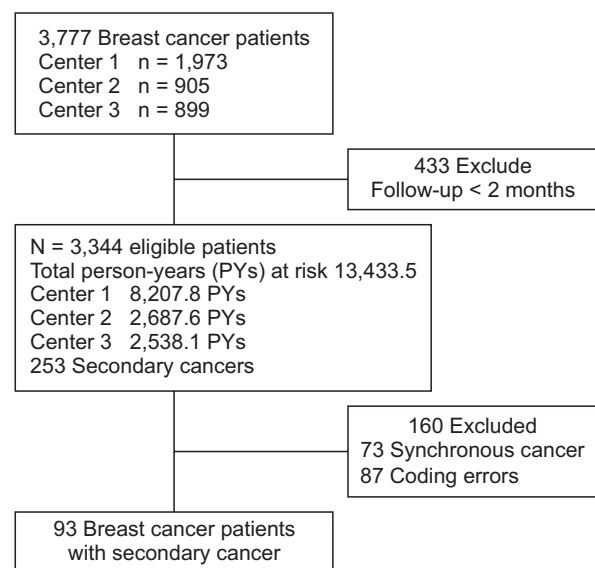 3,777 Breast cancer patients
Center 1 n = 1,973
Center 2 n = 905
Center 3 n = 899
433 Exclude
Follow-up < 2 months
N = 3,344 eligible patients
Total person-years (PYs) at risk 13,433.5
Center 1 8,207.8 PYs
Center 2 2,687.6 PYs
Center 3 2,538.1 PYs
253 Secondary cancers
160 Excluded
73 Synchronous cancer
87 Coding errors
93 Breast cancer patients
with secondary cancer